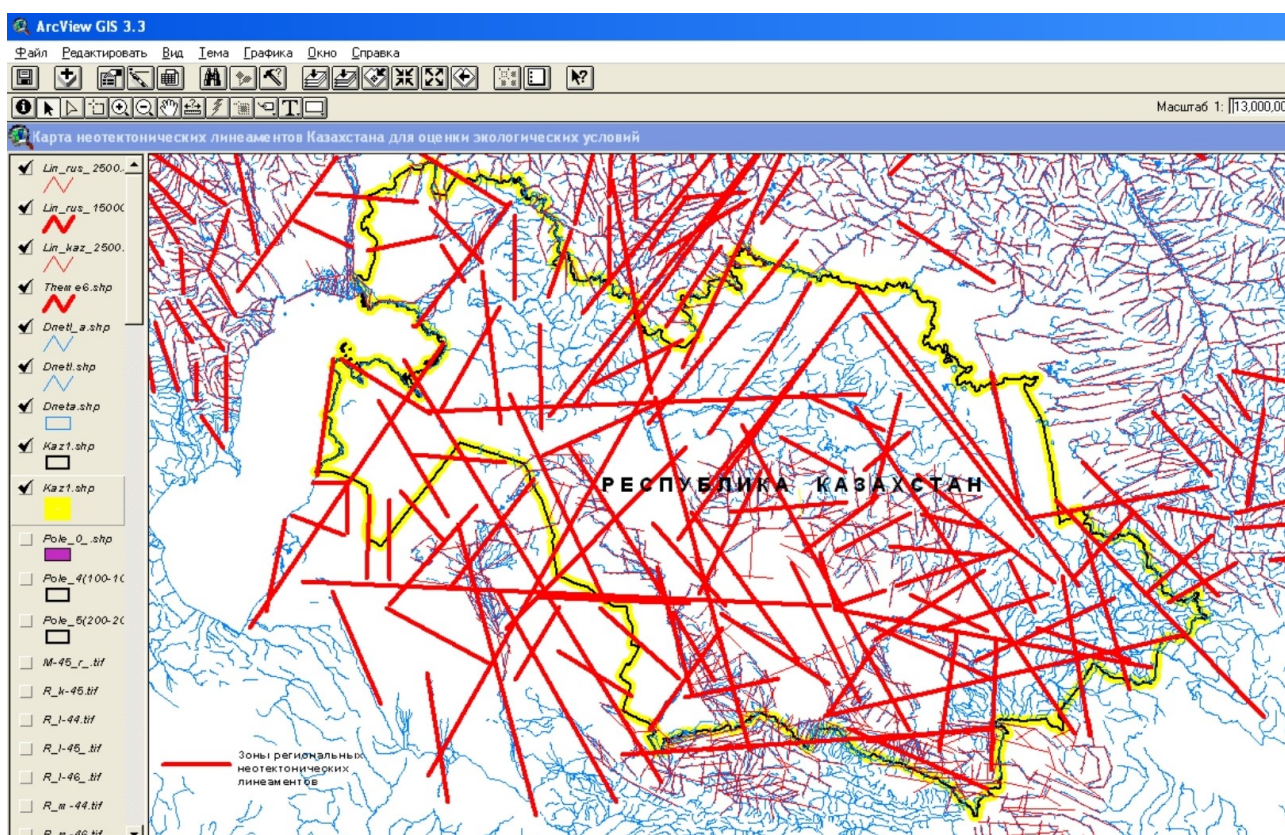 ArcView GIS 3.3
Файл Редактировать Вид Тема Графика Окно Справка
Масштаб 1: 13,000,00
Карта неотектонических линеаментов Казахстана для оценки экологических условий
Lin_rus_2500.
Lin_rus_1500(
Lin_kaz_2500.
Theme6.shp
Dnetl_a.shp
Dnetl.shp
Dneta.shp
Kaz1.shp
Kaz1.shp
Pole_0_.shp
Pole_4(100-10
Pole_5(200-20
M-45_r_.tif
R_k-45.tif
R_l-44.tif
R_l-45_.tif
R_l-46_.tif
R_m-44.tif
РЕСПУБЛИКА КАЗАХСТАН
Зоны региональных
неотектонических
линеаментов